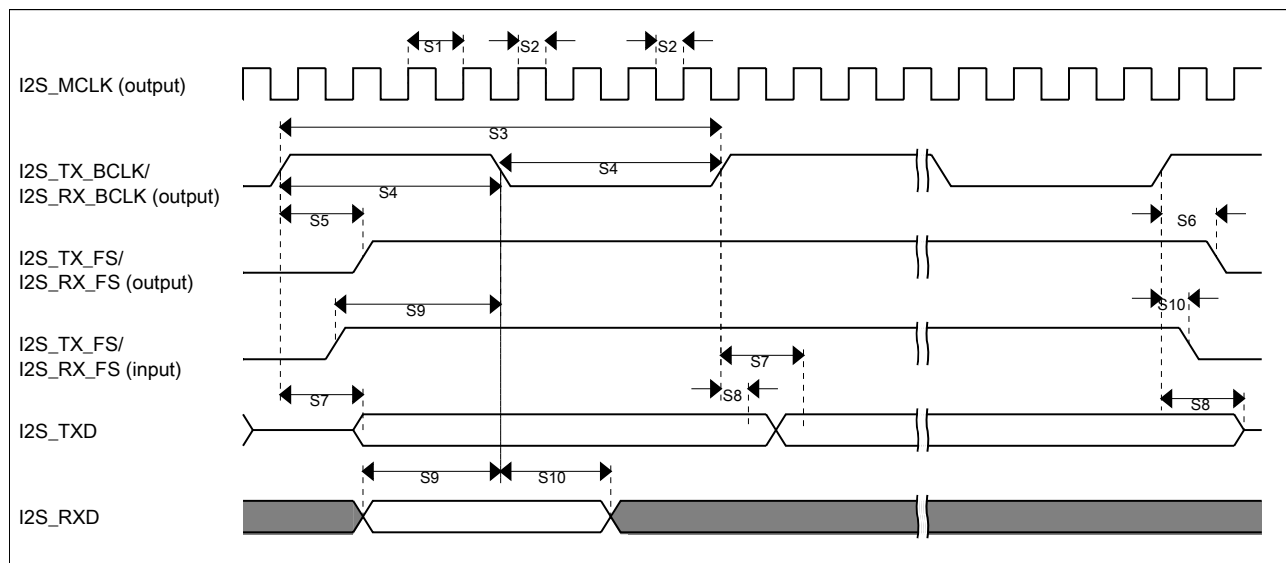 S1
S2
S2
I2S_MCLK (output)
S3
I2S_TX_BCLK/
I2S_RX_BCLK (output)
S4
S4
S5
S6
I2S_TX_FS/
I2S_RX_FS (output)
S9
S10
I2S_TX_FS/
I2S_RX_FS (input)
S7
S7
S8
S8
I2S_TXD
S9
S10
I2S_RXD